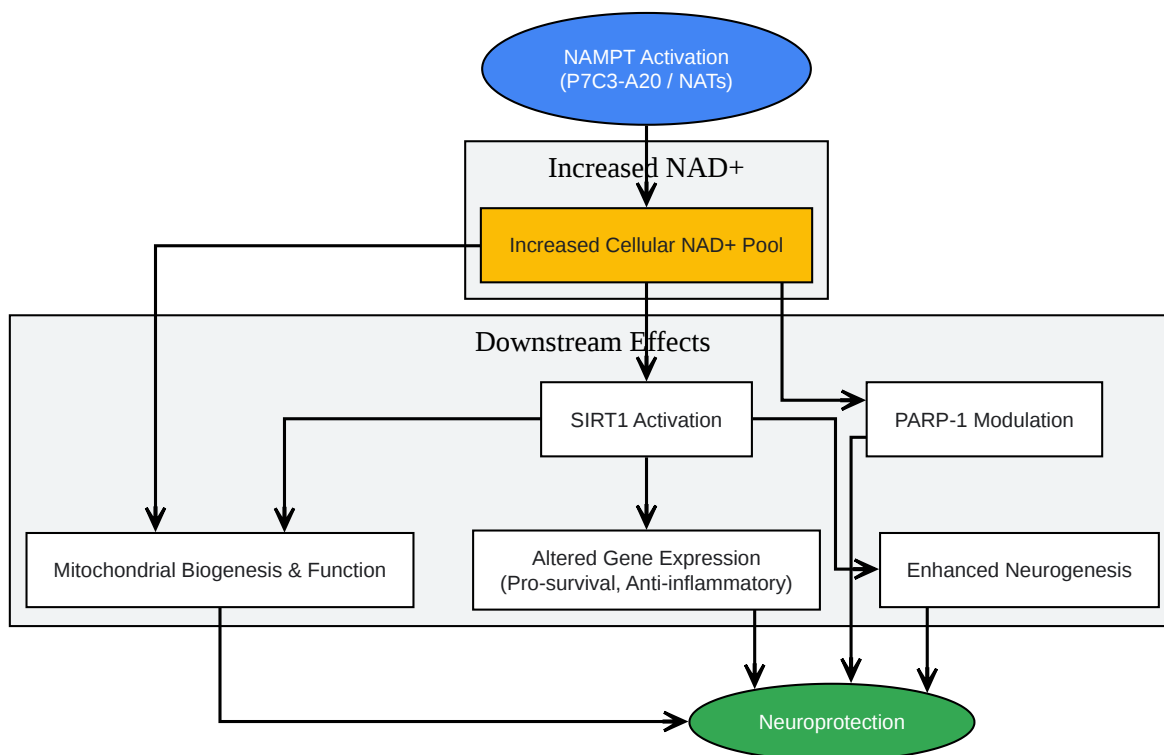 NAMPT Activation
(P7C3-A20 / NATs)
Increased NAD+
Increased Cellular NAD+ Pool
Downstream Effects
SIRT1 Activation
PARP-1 Modulation
Mitochondrial Biogenesis & Function
Altered Gene Expression
(Pro-survival, Anti-inflammatory)
Enhanced Neurogenesis
Neuroprotection